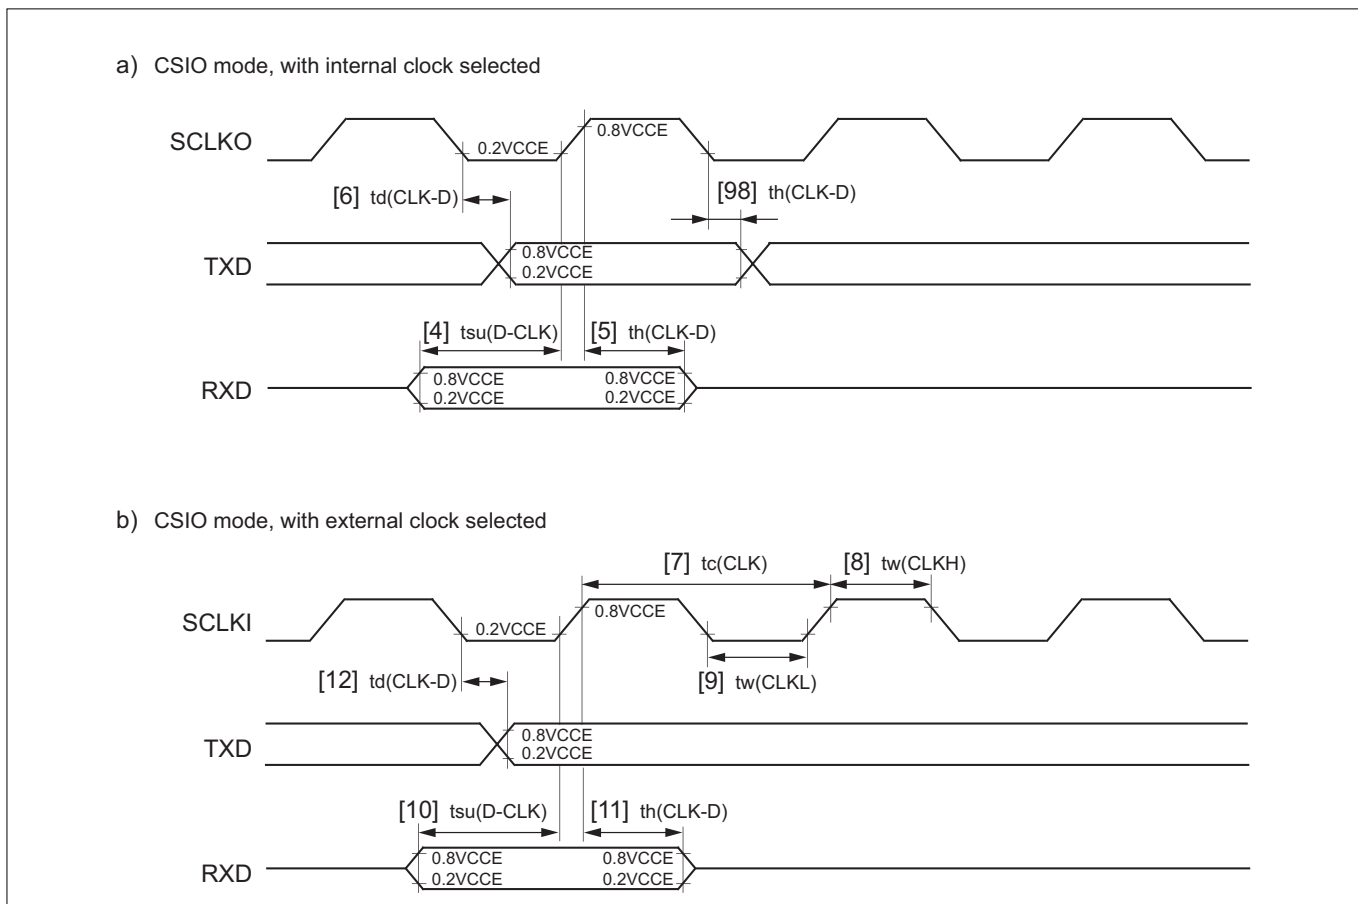 a) CSIO mode, with internal clock selected
SCLKO
0.2VCCE
0.8VCCE
[6] td(CLK-D)
[98] th(CLK-D)
TXD
0.8VCCE
0.2VCCE
[4] tsu(D-CLK)
[5] th(CLK-D)
RXD
0.8VCCE
0.8VCCE
0.2VCCE
0.2VCCE
b) CSIO mode, with external clock selected
[7] tc(CLK)
[8] tw(CLKH)
SCLKI
0.2VCCE
0.8VCCE
[12] td(CLK-D)
[9] tw(CLKL)
TXD
0.8VCCE
0.2VCCE
[10] tsu(D-CLK)
[11] th(CLK-D)
RXD
0.8VCCE
0.8VCCE
0.2VCCE
0.2VCCE